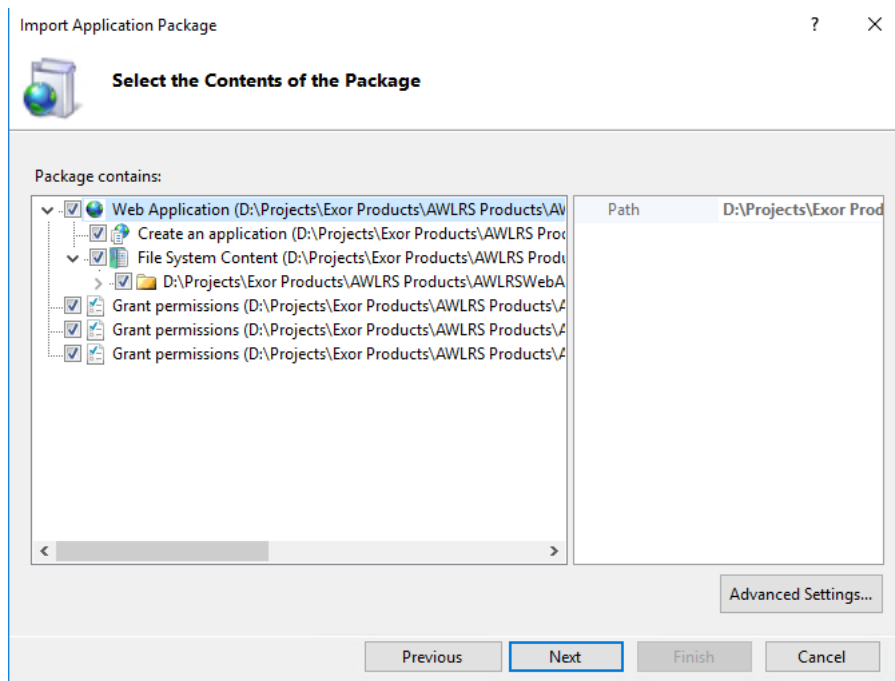 Import Application Package
?
Select the Contents of the Package
Package contains:
Web Application (D:\Projects\Exor Products\AWLRS Products\AW
Path
D:\Projects\Exor Prod
Create an application (D:\Projects\Exor Products\AWLRS Proc
File System Content (D:\Projects\Exor Products\AWLRS Produ
D:\Projects\Exor Products\AWLRS Products\AWLRSWebA
Grant permissions (D:\Projects\Exor Products\AWLRS Products\A
Grant permissions (D:\Projects\Exor Products\AWLRS Products\A
Grant permissions (D:\Projects\Exor Products\AWLRS Products\A
Advanced Settings...
Previous
Next
Finish
Cancel